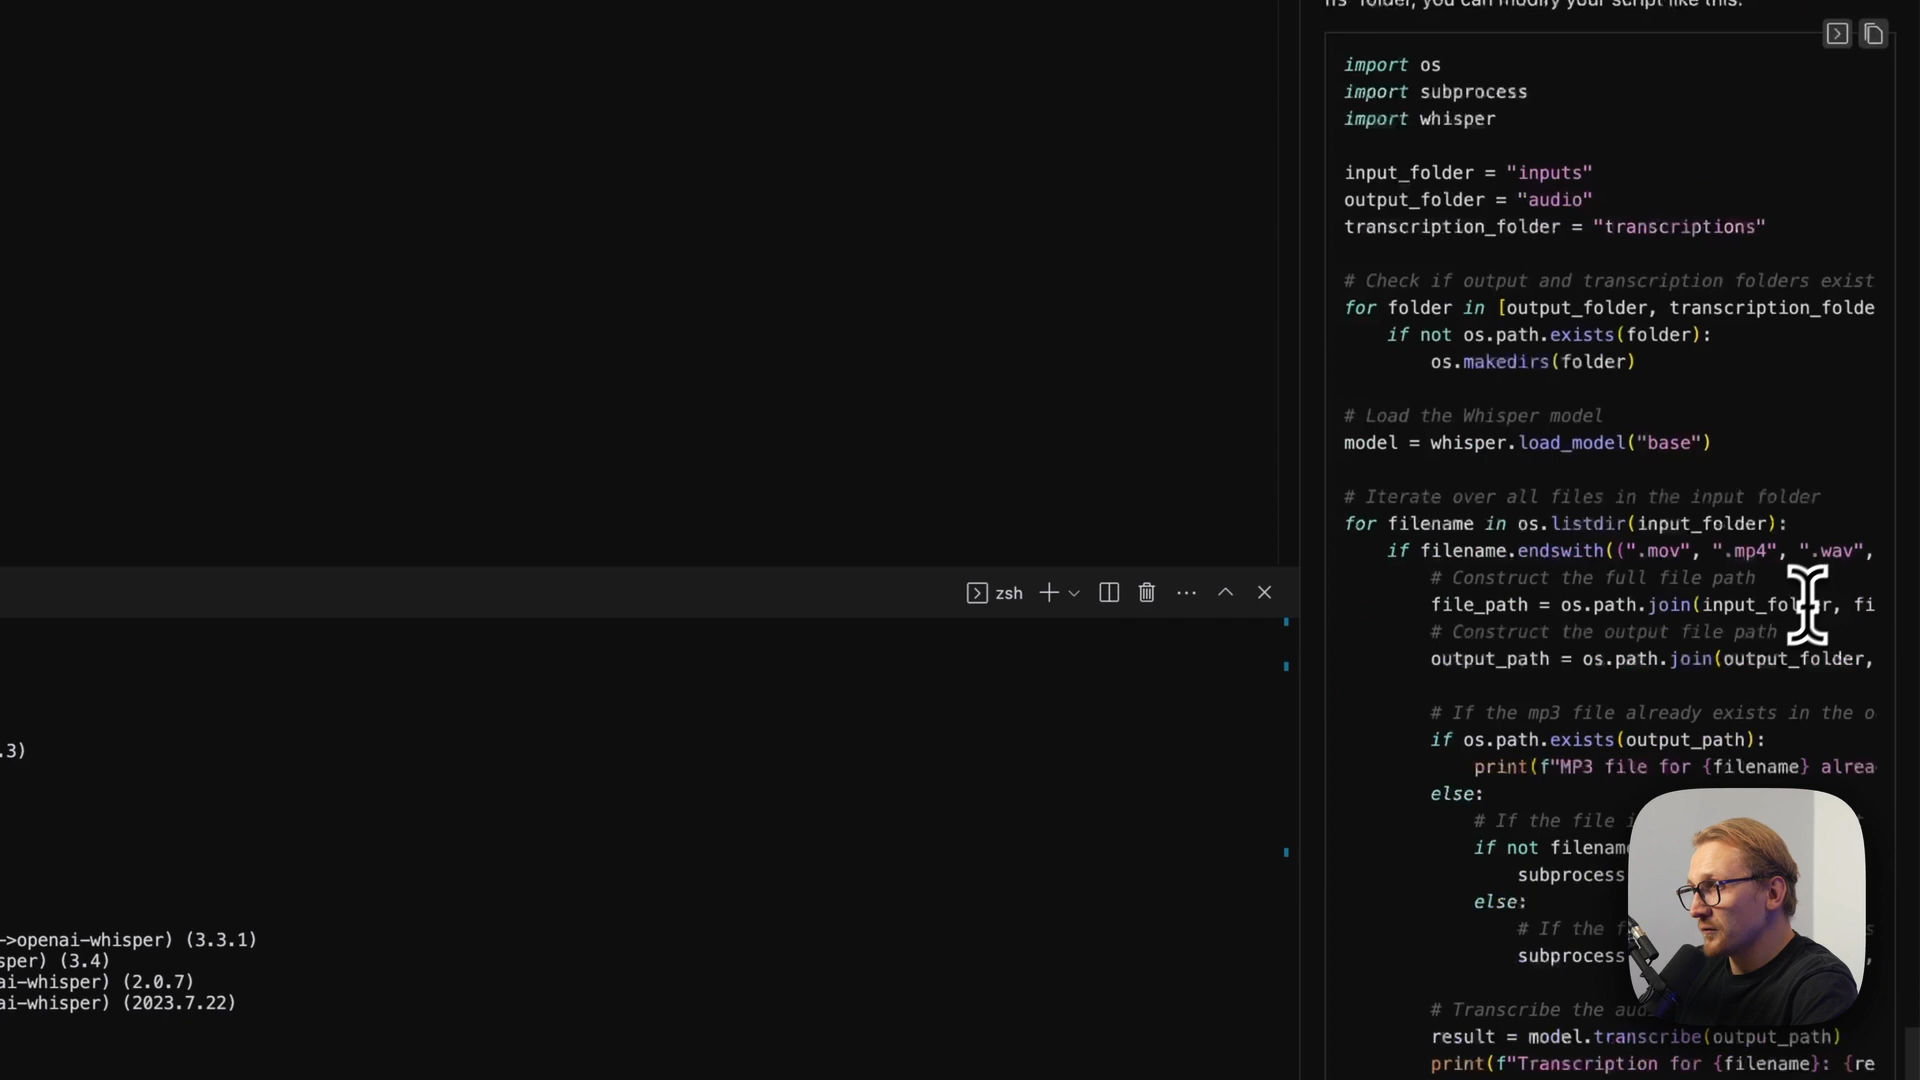 ns' folder, you can modify your script like this:
import os
import subprocess
import whisper
input_folder = "inputs"
output_folder = "audio"
transcription_folder = "transcriptions"
# Check if output and transcription folders exist
for folder in [output_folder, transcription_folde
if not os.path.exists(folder):
os.makedirs(folder)
# Load the Whisper model
model = whisper.load_model("base")
# Iterate over all files in the input folder
for filename in os.listdir(input_folder):
if filename.endswith((".mov", ".mp4", ".wav",
# Construct the full file path
file_path = os.path.join(input_folder, fi
# Construct the output file path
output_path = os.path.join(output_folder,
# If the mp3 file already exists in the o
if os.path.exists(output_path):
print(f"MP3 file for {filename} alrea
else:
# If the file i
if not filenam
subprocess
else:
# If the f
subprocess
# Transcribe the aud
result = model.transcribe(output_path)
print(f"Transcription for {filename}: {re
zsh
.3)
->openai-whisper) (3.3.1)
sper) (3.4)
ai-whisper) (2.0.7)
ai-whisper) (2023.7.22)